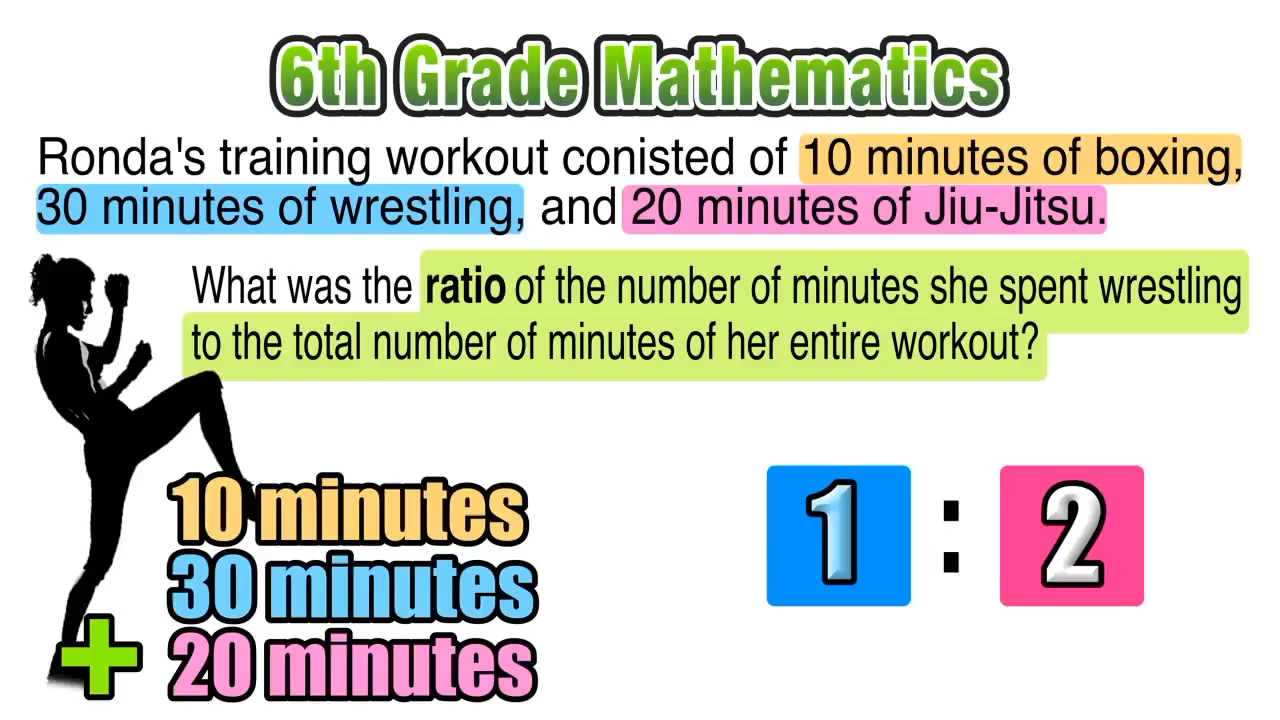 6th Grade Mathematics
Ronda's training workout conisted of 10 minutes of boxing,
30 minutes of wrestling, and 20 minutes of Jiu-Jitsu.
What was the ratio of the number of minutes she spent wrestling
to the total number of minutes of her entire workout?
10 minutes
30 minutes
+ 20 minutes
1 : 2